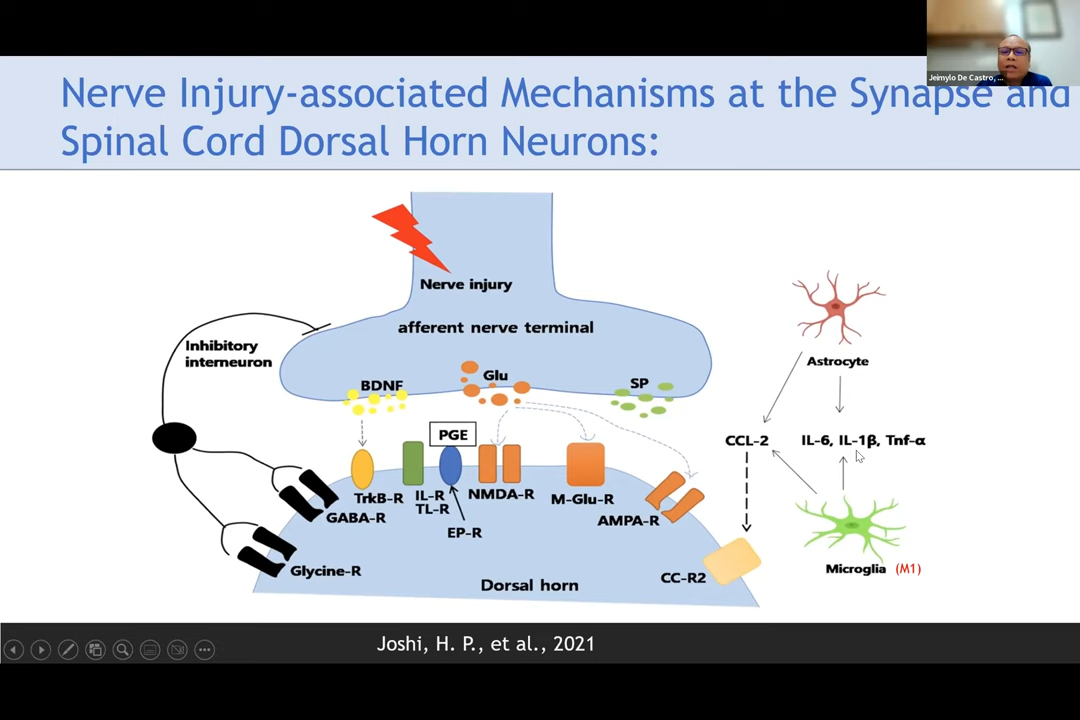 Jeimylo De Castro, ...
Nerve Injury-associated Mechanisms at the Synapse and
Spinal Cord Dorsal Horn Neurons:
Nerve injury
afferent nerve terminal
Inhibitory
interneuron
BDNF
Glu
SP
Astrocyte
PGE
CCL-2
IL-6, IL-1β, Tnf-α
TrkB-R
IL-R
TL-R
NMDA-R
M-Glu-R
GABA-R
AMPA-R
EP-R
Glycine-R
Dorsal horn
CC-R2
Microglia (M1)
Joshi, H. P., et al., 2021